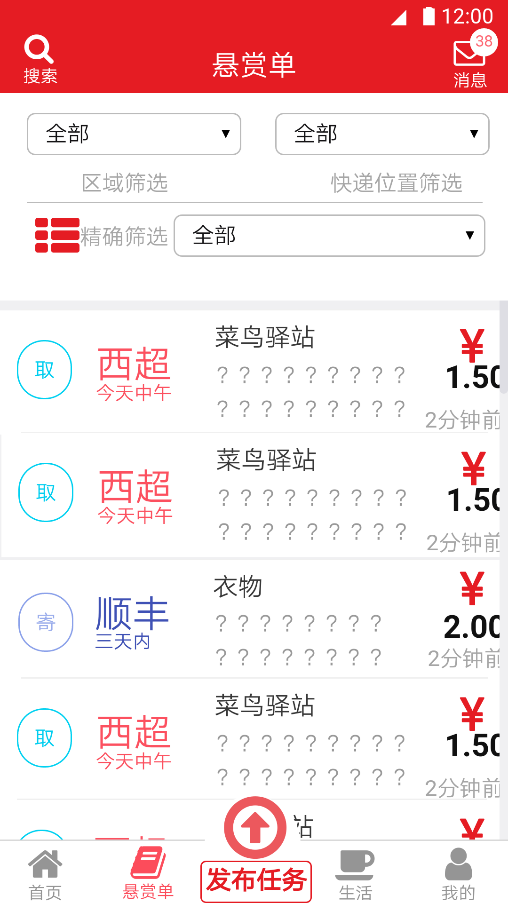 12:00
搜索
悬赏单
38
消息
全部
全部
区域筛选
快递位置筛选
精确筛选
全部
取
西超
今天中午
菜鸟驿站
？？？？？？？？？
？？？？？？？？？
¥
1.50
2分钟前
取
西超
今天中午
菜鸟驿站
？？？？？？？？？
？？？？？？？？？
¥
1.50
2分钟前
寄
顺丰
三天内
衣物
？？？？？？？？
？？？？？？？？
¥
2.00
2分钟前
取
西超
今天中午
菜鸟驿站
？？？？？？？？？
？？？？？？？？？
¥
1.50
2分钟前
站
¥
首页
悬赏单
发布任务
生活
我的